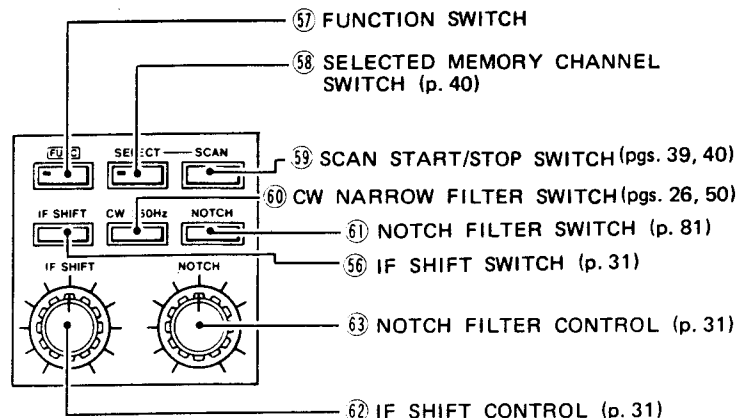 57 FUNCTION SWITCH
58 SELECTED MEMORY CHANNEL
SWITCH (p. 40)
FUNC SELECT SCAN
59 SCAN START/STOP SWITCH (pgs. 39, 40)
60 CW NARROW FILTER SWITCH (pgs. 26, 50)
IF SHIFT CW 50Hz NOTCH
61 NOTCH FILTER SWITCH (p. 81)
56 IF SHIFT SWITCH (p. 31)
IF SHIFT NOTCH
63 NOTCH FILTER CONTROL (p. 31)
62 IF SHIFT CONTROL (p. 31)